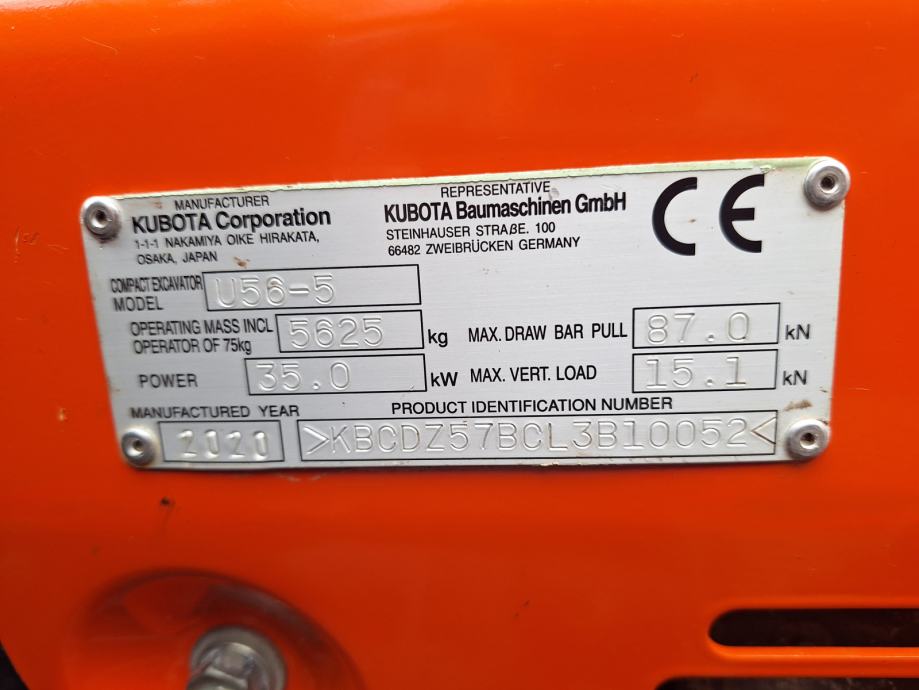 MANUFACTURER
KUBOTA Corporation
1-1-1 NAKAMIYA OIKE HIRAKATA,
OSAKA, JAPAN
REPRESENTATIVE
KUBOTA Baumaschinen GmbH
STEINHAUSER STRAßE. 100
66482 ZWEIBRÜCKEN GERMANY
CE
COMPACT EXCAVATOR
MODEL U56-5
OPERATING MASS INCL
OPERATOR OF 75kg 5625 kg
MAX. DRAW BAR PULL 87.0 kN
POWER 35.0 kW
MAX. VERT. LOAD 15.1 kN
MANUFACTURED YEAR
2020
PRODUCT IDENTIFICATION NUMBER
>KBCDZ57BCL3B10052<